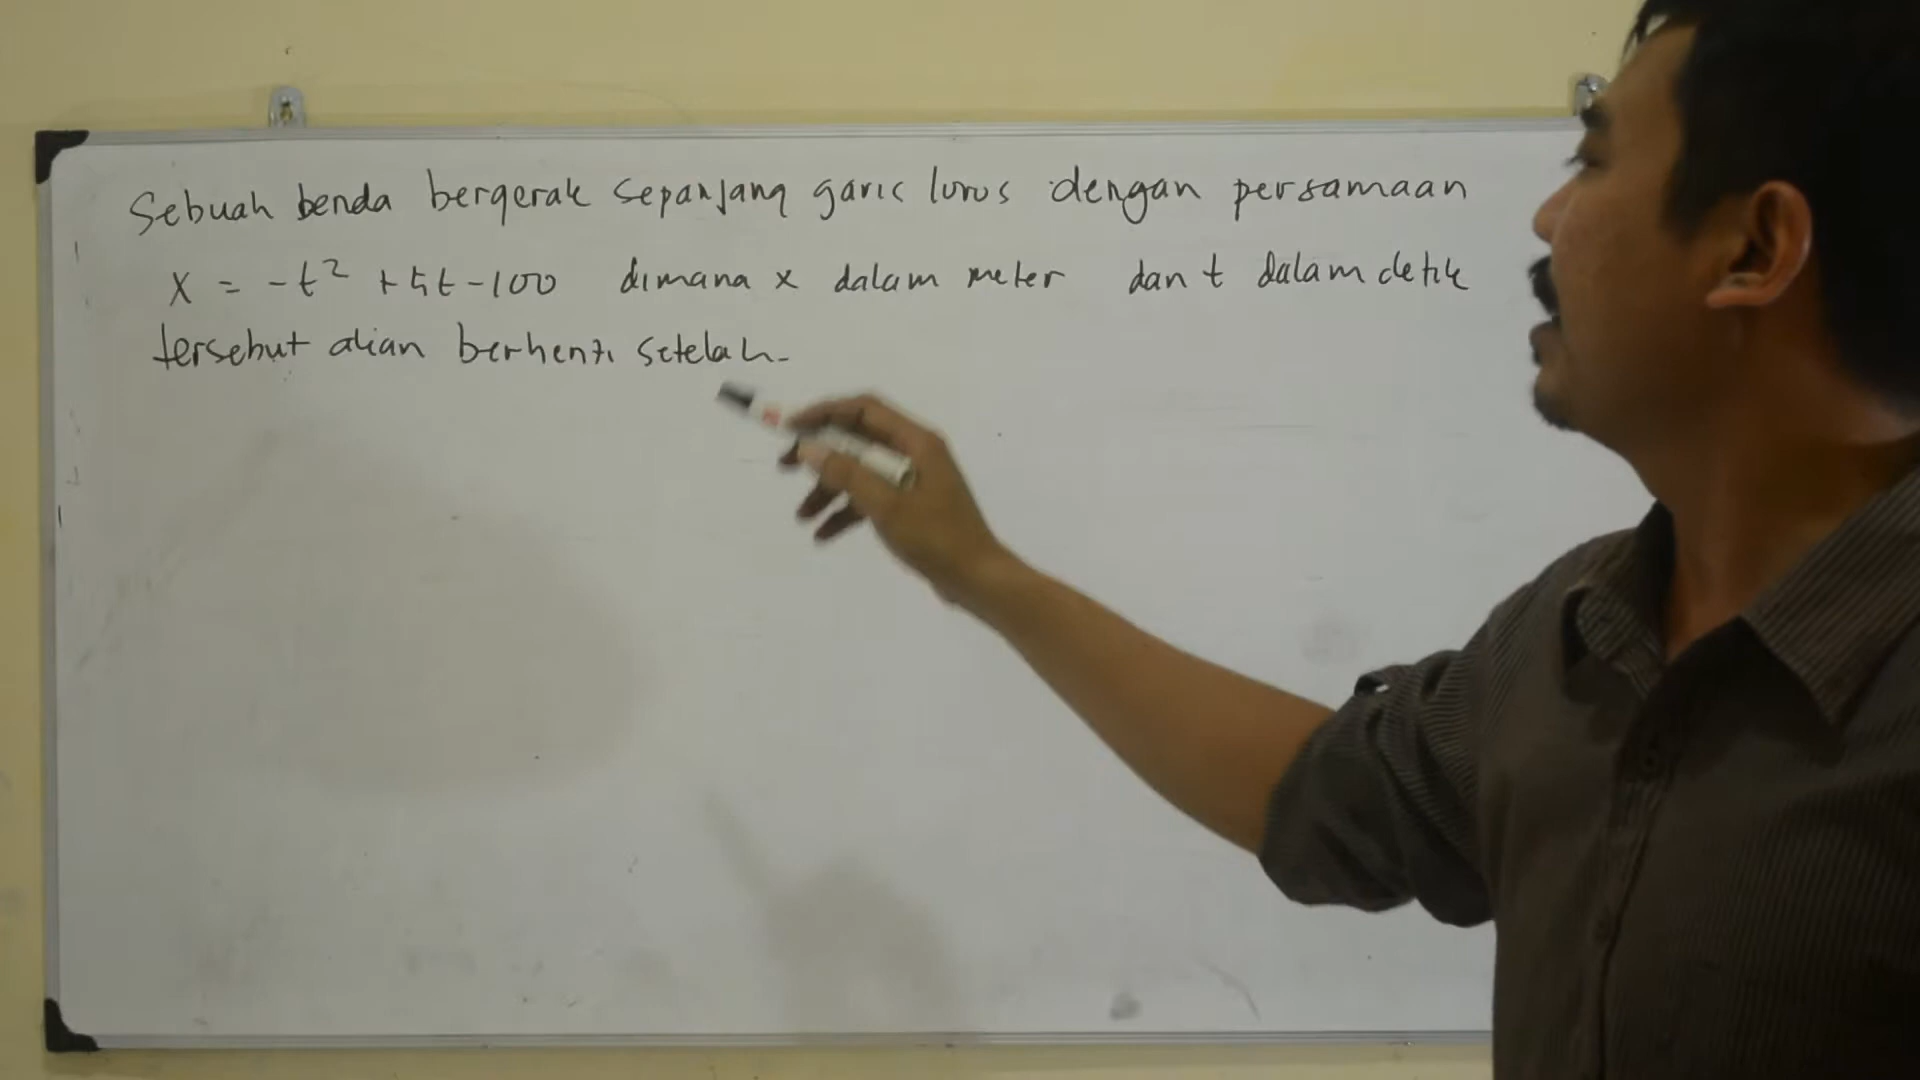 Sebuah benda bergerak sepanjang garis lurus dengan persamaan
x = -t² + 5t - 100 dimana x dalam meter dan t dalam detik
tersebut akan berhenti setelah-